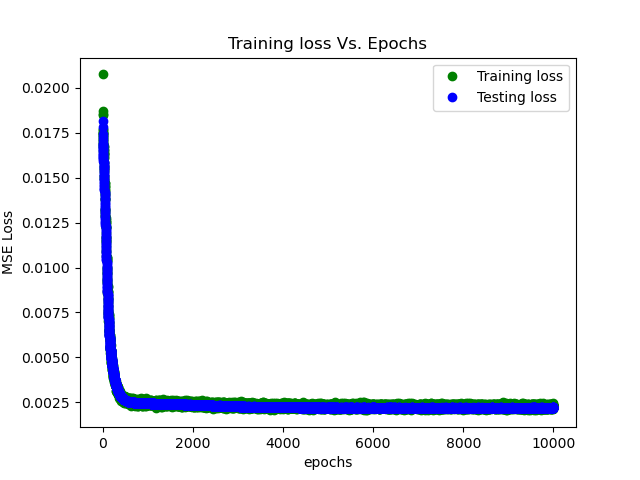 Training loss Vs. Epochs
Training loss
Testing loss
0.0200
0.0175
0.0150
0.0125
0.0100
0.0075
0.0050
0.0025
MSE Loss
0 2000 4000 6000 8000 10000
epochs